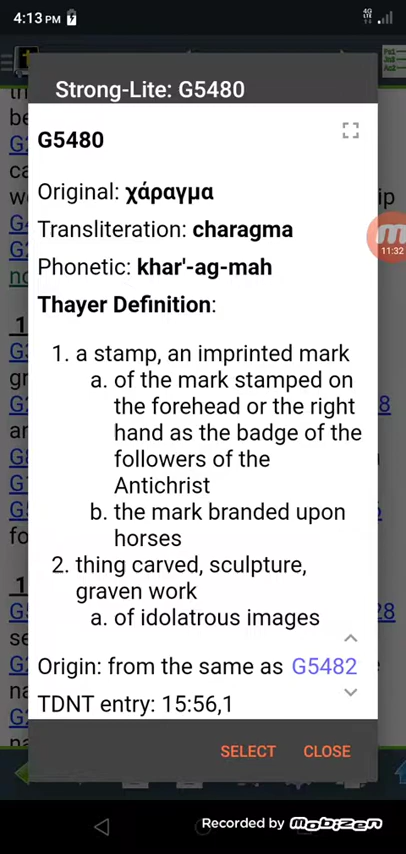 4:13 PM
4G
LTE
Strong-Lite: G5480
G5480
Original: χάραγμα
Transliteration: charagma
Phonetic: khar'-ag-mah
Thayer Definition:
1. a stamp, an imprinted mark
a. of the mark stamped on
the forehead or the right
hand as the badge of the
followers of the
Antichrist
b. the mark branded upon
horses
2. thing carved, sculpture,
graven work
a. of idolatrous images
Origin: from the same as G5482
TDNT entry: 15:56,1
SELECT CLOSE
11:32
Recorded by Mobizen